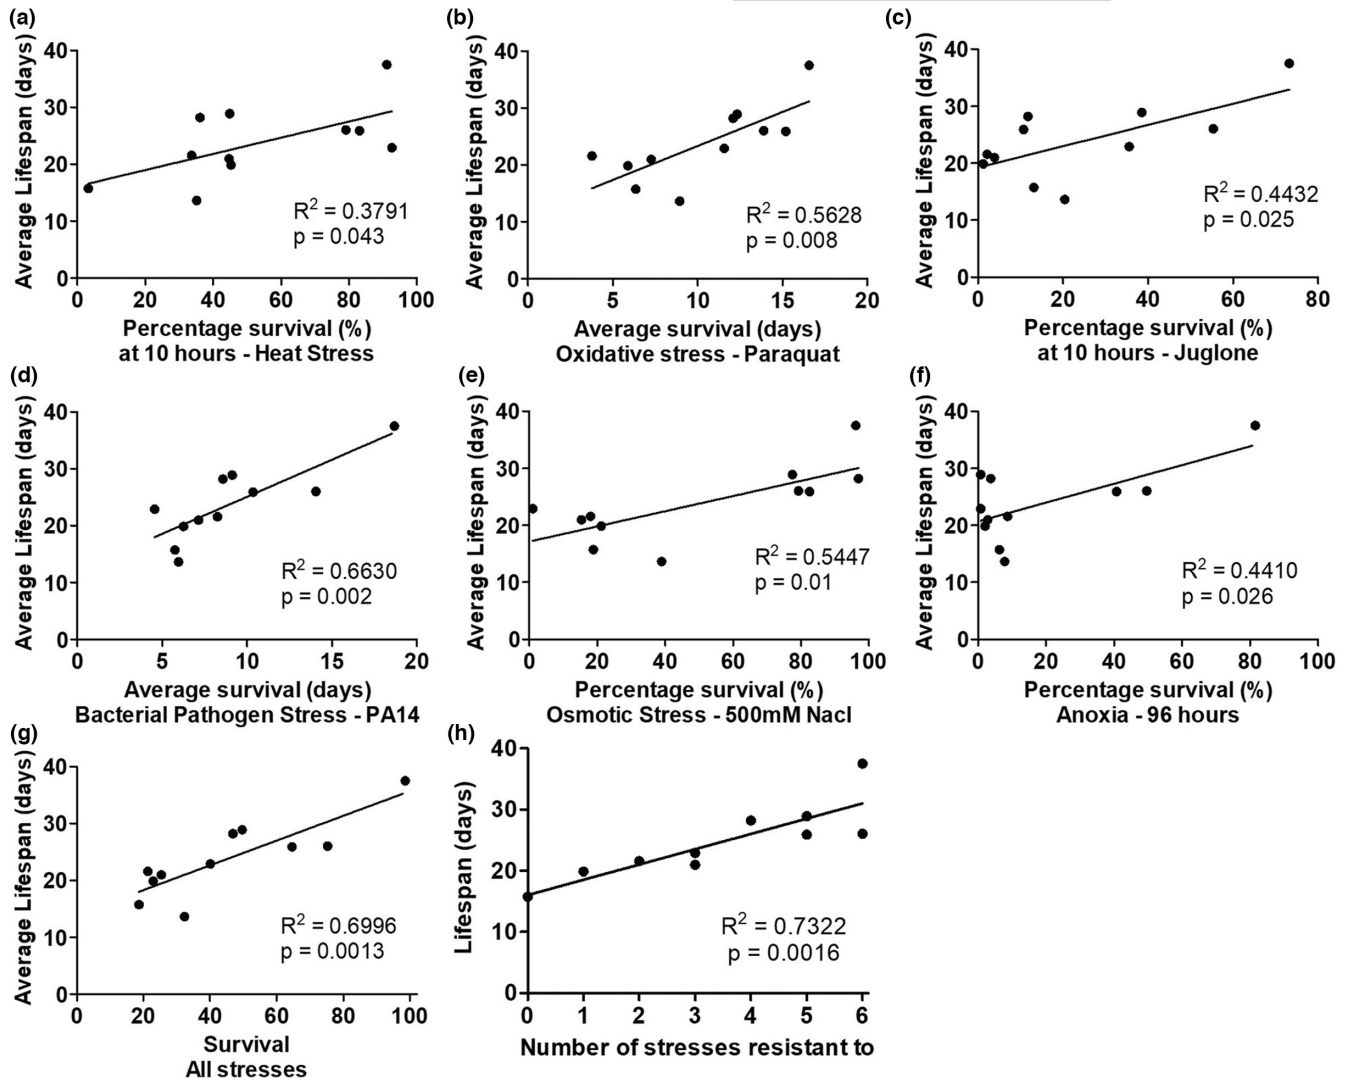 (a)
Average Lifespan (days)
40
30
20
10
0
R² = 0.3791
p = 0.043
0 20 40 60 80 100
Percentage survival (%)
at 10 hours - Heat Stress
(b)
Average Lifespan (days)
40
30
20
10
0
R² = 0.5628
p = 0.008
0 5 10 15 20
Average survival (days)
Oxidative stress - Paraquat
(c)
Average Lifespan (days)
40
30
20
10
0
R² = 0.4432
p = 0.025
0 20 40 60 80
Percentage survival (%)
at 10 hours - Juglone
(d)
Average Lifespan (days)
40
30
20
10
0
R² = 0.6630
p = 0.002
0 5 10 15 20
Average survival (days)
Bacterial Pathogen Stress - PA14
(e)
Average Lifespan (days)
40
30
20
10
0
R² = 0.5447
p = 0.01
0 20 40 60 80 100
Percentage survival (%)
Osmotic Stress - 500mM Nacl
(f)
Average Lifespan (days)
40
30
20
10
0
R² = 0.4410
p = 0.026
0 20 40 60 80 100
Percentage survival (%)
Anoxia - 96 hours
(g)
Average Lifespan (days)
40
30
20
10
0
R² = 0.6996
p = 0.0013
0 20 40 60 80 100
Survival
All stresses
(h)
Lifespan (days)
40
30
20
10
0
R² = 0.7322
p = 0.0016
0 1 2 3 4 5 6
Number of stresses resistant to